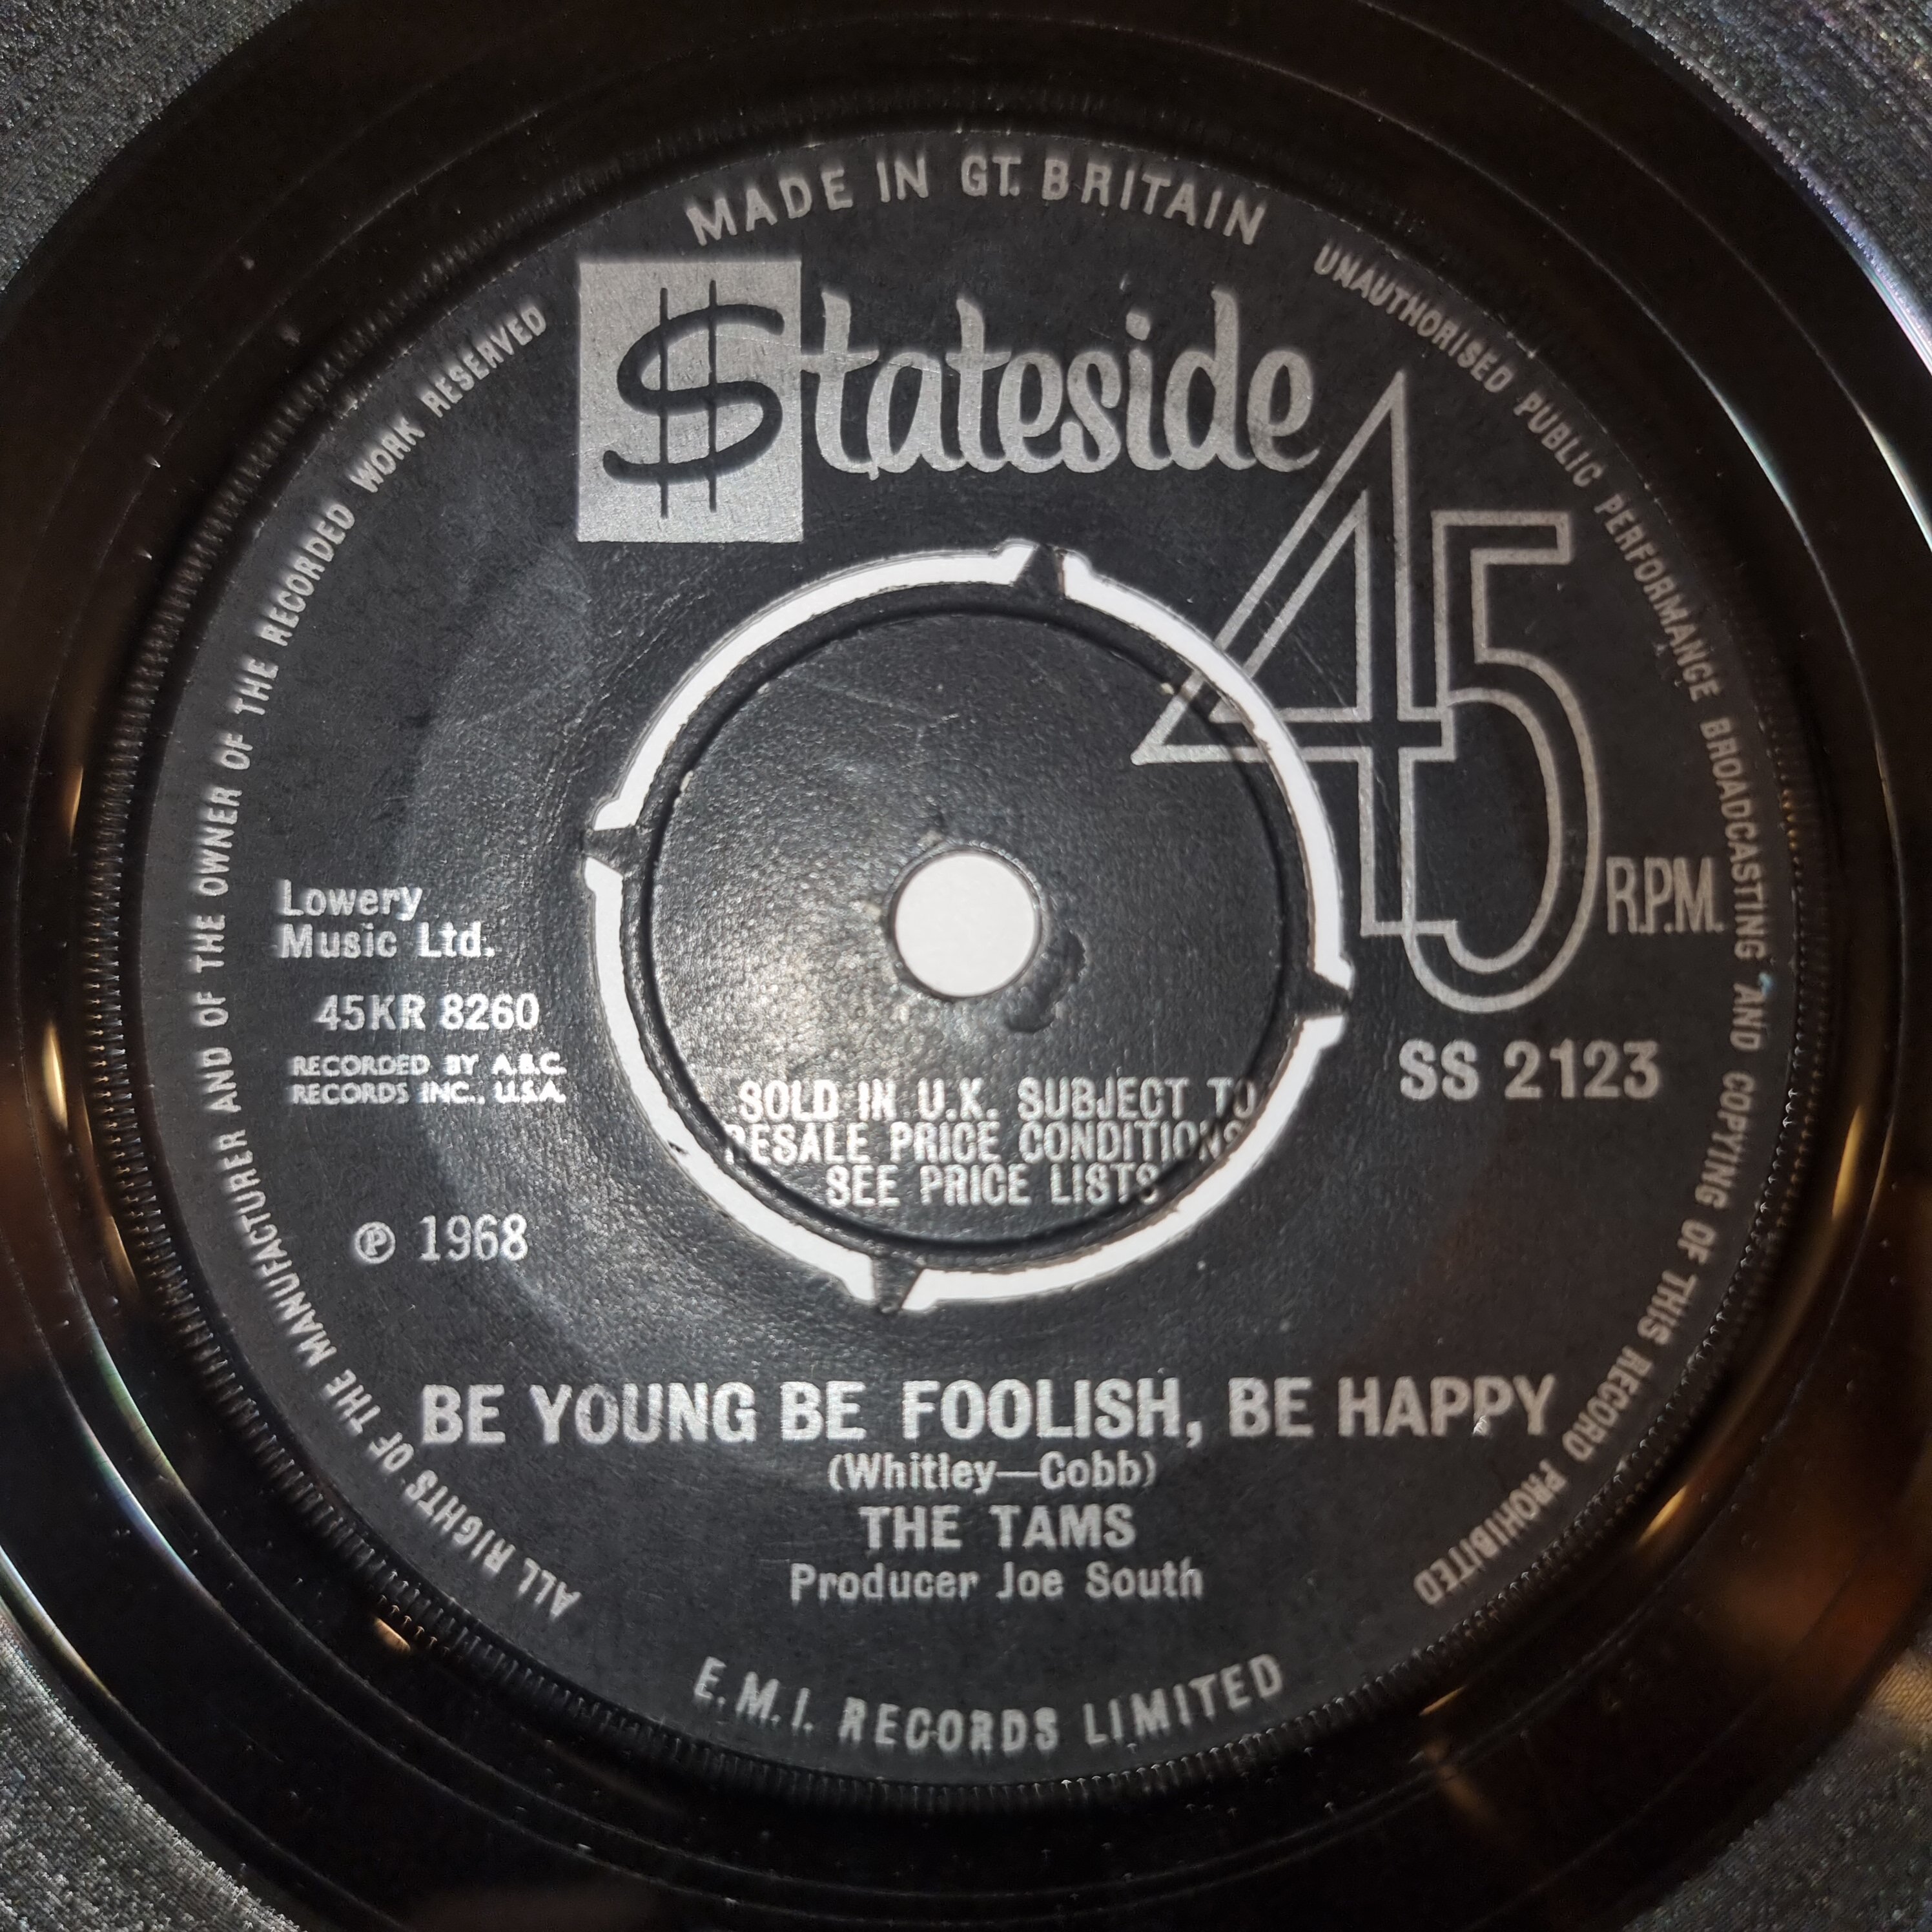 MADE IN GT. BRITAIN
UNAUTHORISED PUBLIC PERFORMANCE BROADCASTING AND COPYING OF THIS RECORD PROHIBITED
ALL RIGHTS OF THE MANUFACTURER AND OF THE OWNER OF THE RECORDED WORK RESERVED
$tateside
45
R.P.M.
Lowery
Music Ltd.
45KR 8260
RECORDED BY A.B.C.
RECORDS INC., U.S.A.
℗ 1968
SS 2123
SOLD IN U.K. SUBJECT TO
RESALE PRICE CONDITIONS
SEE PRICE LISTS
BE YOUNG BE FOOLISH, BE HAPPY
(Whitley—Cobb)
THE TAMS
Producer Joe South
E.M.I. RECORDS LIMITED